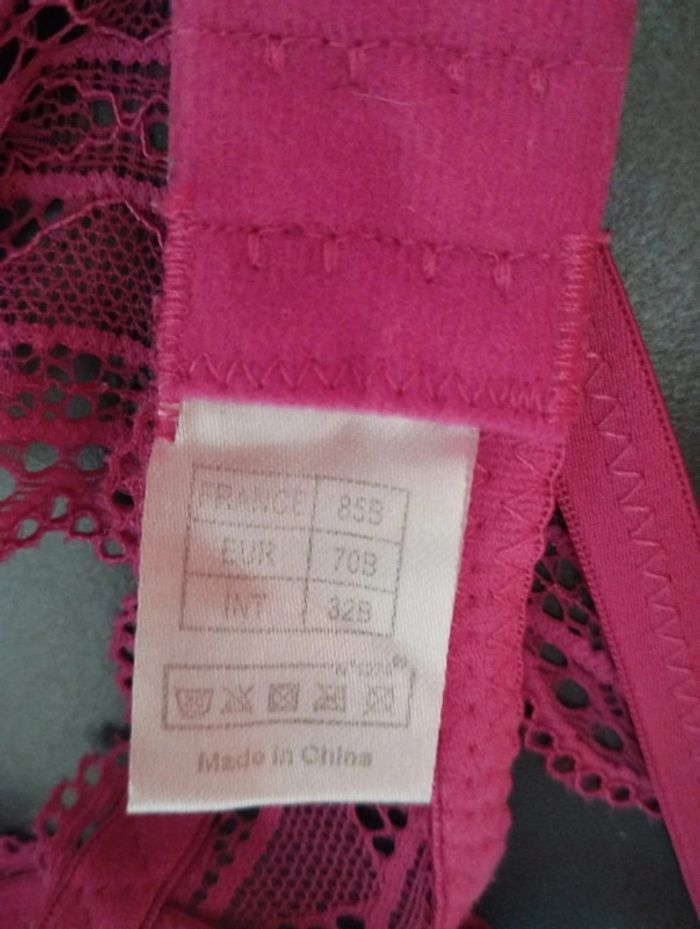 FRANCE 85B
EUR 70B
INT 32B
Made in China